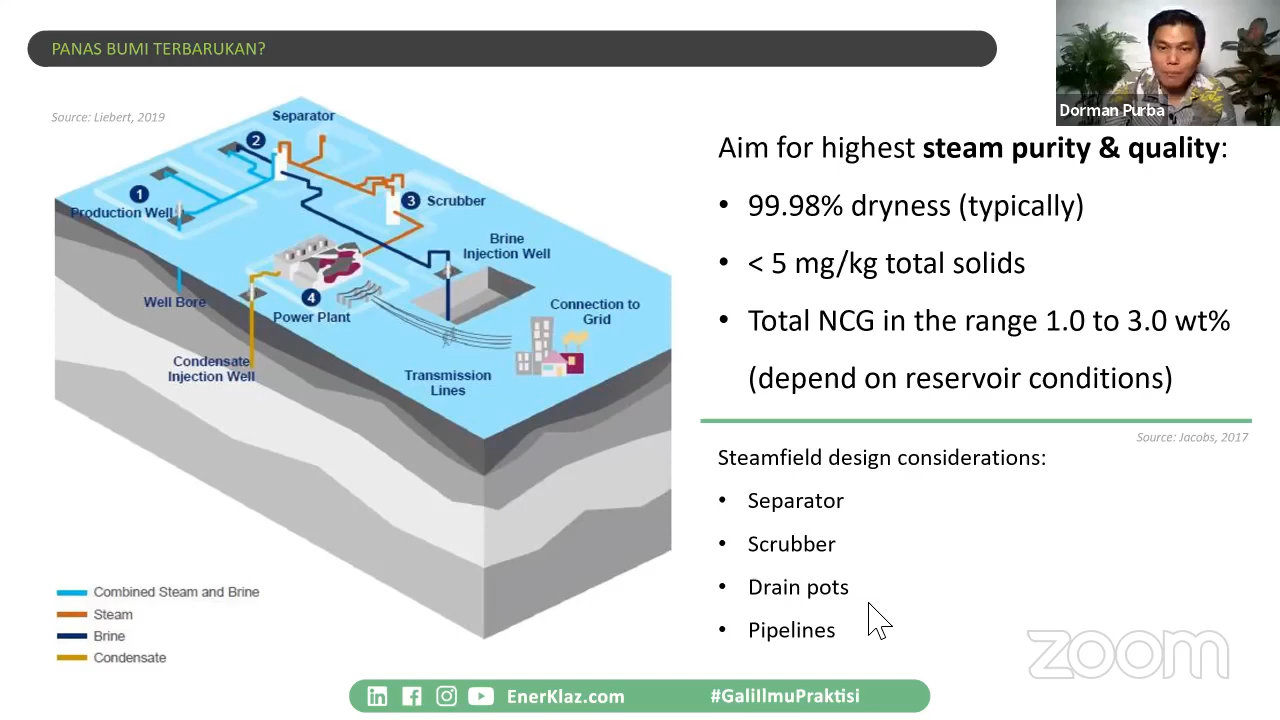 PANAS BUMI TERBARUKAN?
Dorman Purba
Source: Liebert, 2019
Separator
2
1
Production Well
3
Scrubber
Brine
Injection Well
Well Bore
4
Power Plant
Connection to
Grid
Condensate
Injection Well
Transmission
Lines
Combined Steam and Brine
Steam
Brine
Condensate
Aim for highest steam purity & quality:
• 99.98% dryness (typically)
• < 5 mg/kg total solids
• Total NCG in the range 1.0 to 3.0 wt%
(depend on reservoir conditions)
Source: Jacobs, 2017
Steamfield design considerations:
• Separator
• Scrubber
• Drain pots
• Pipelines
zoom
EnerKlaz.com
#GaliIlmuPraktisi